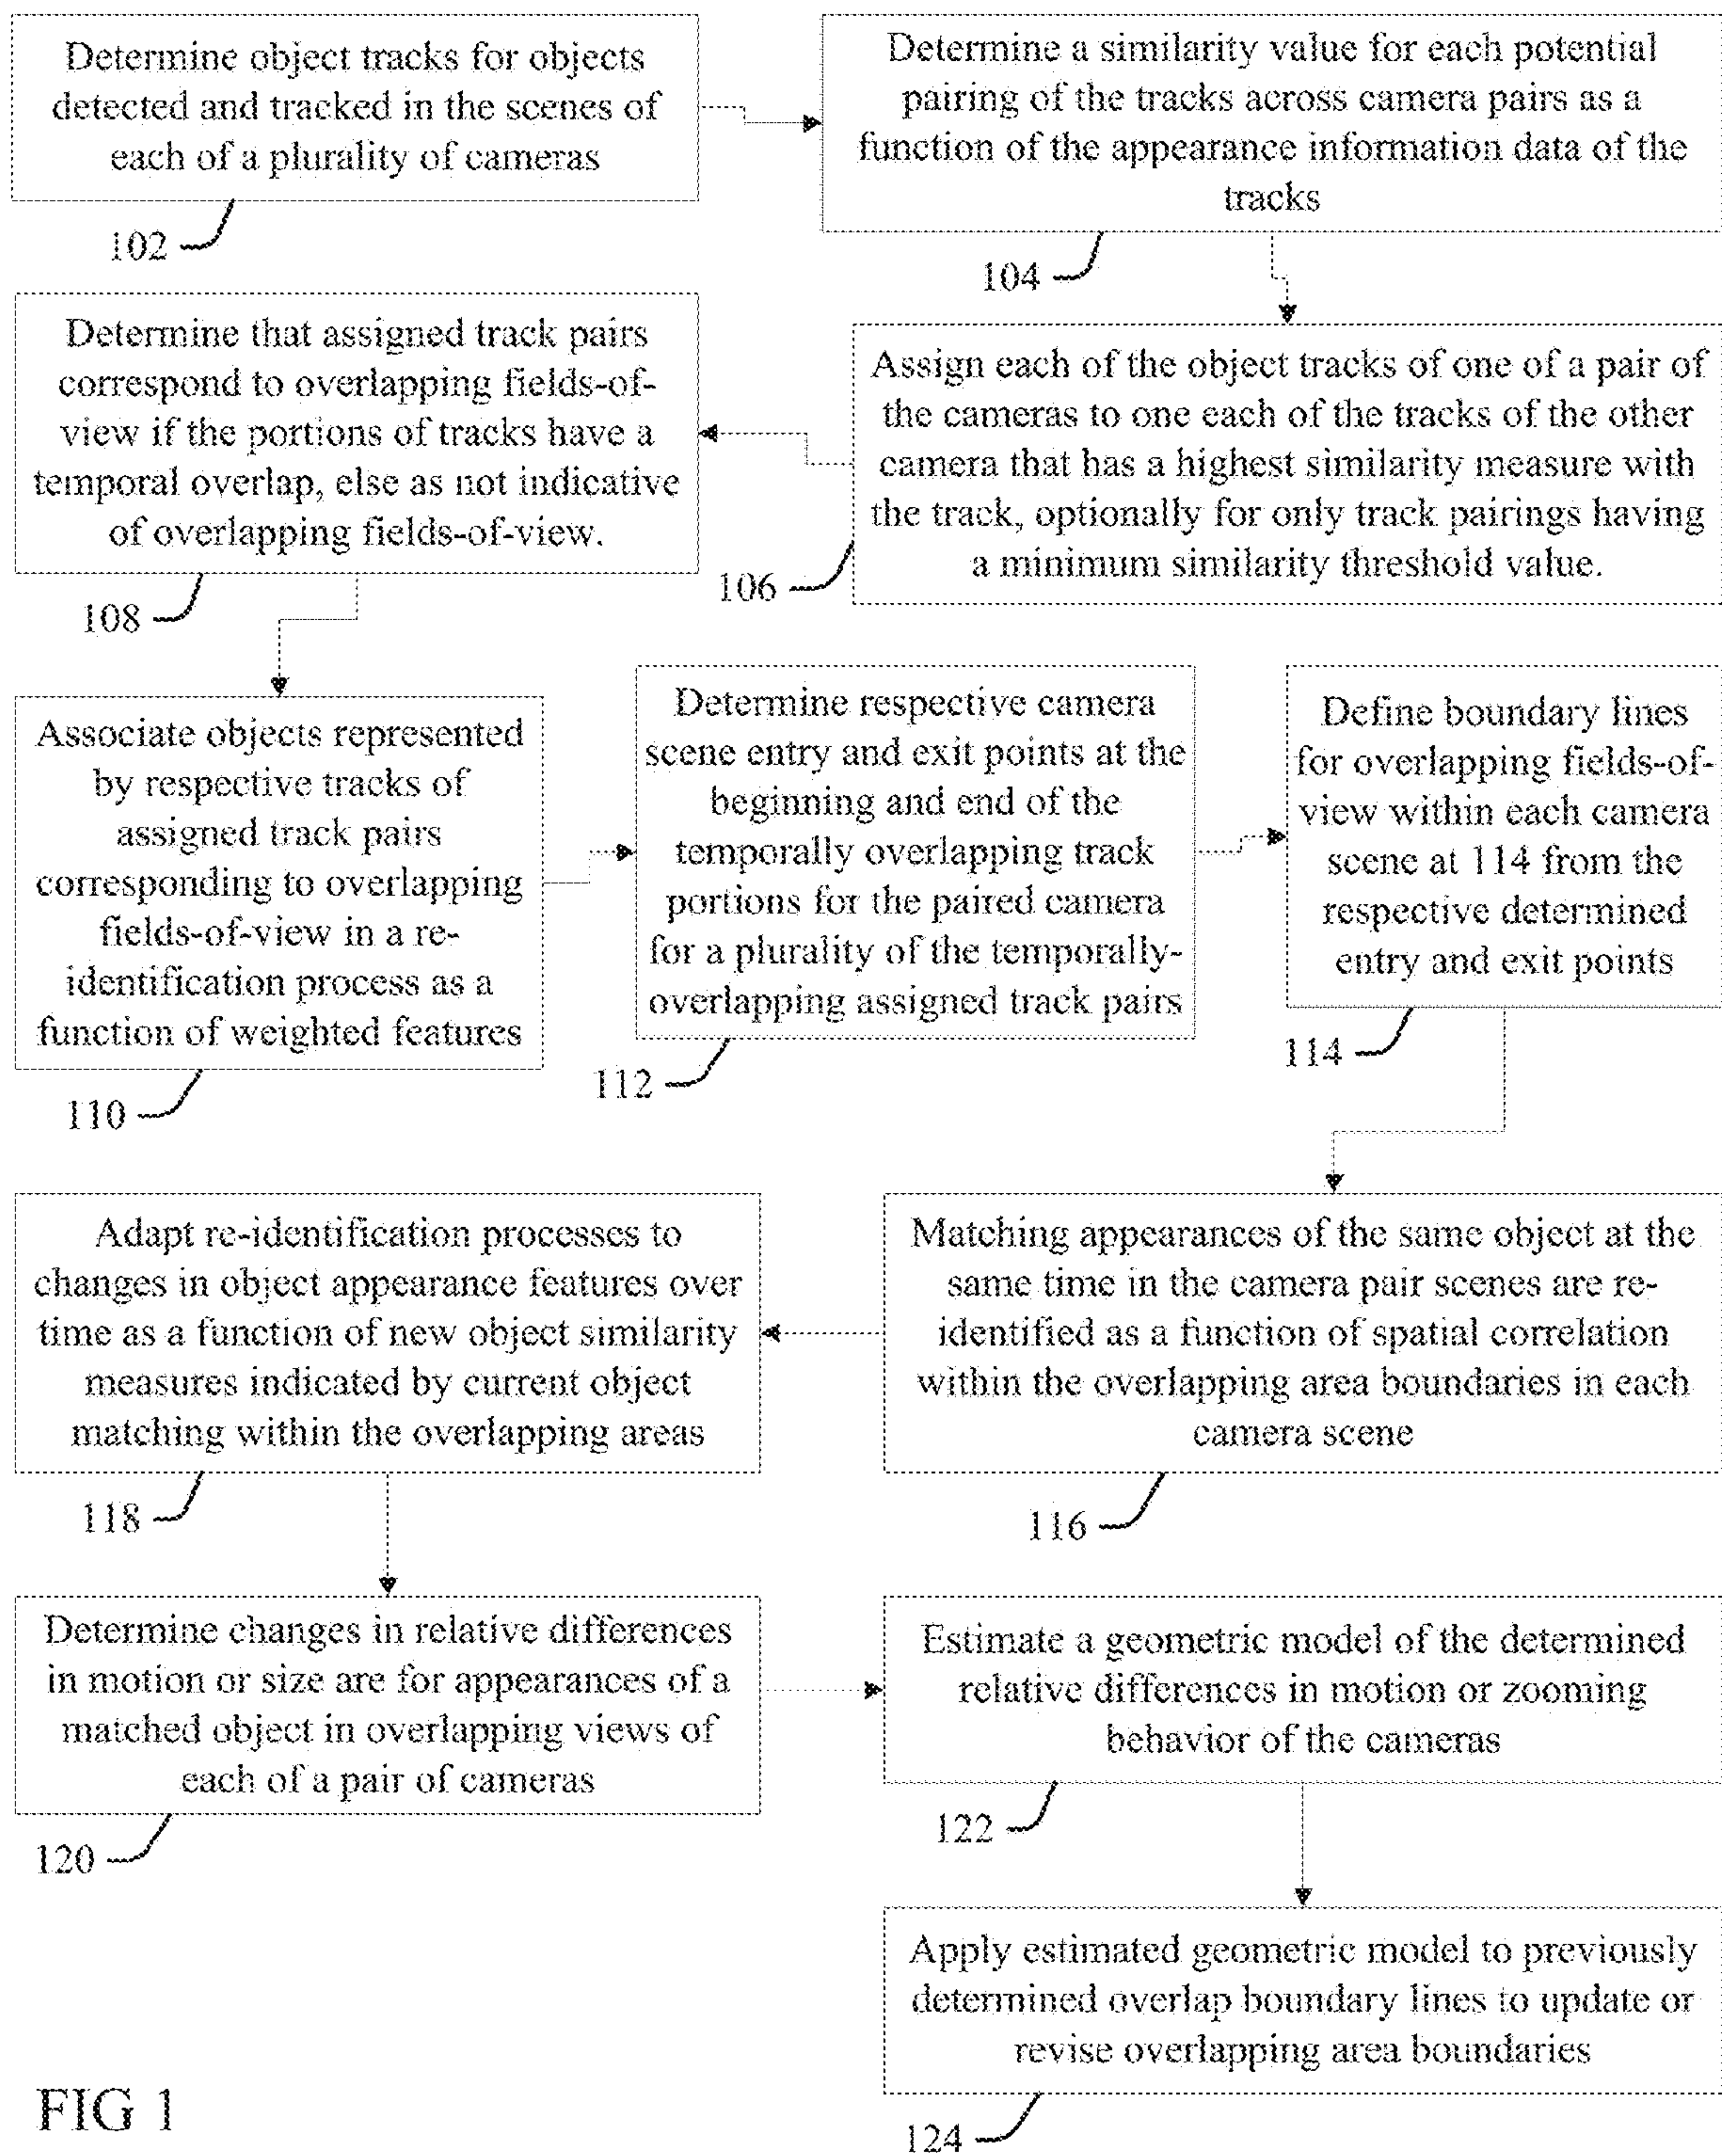 Determine object tracks for objects
detected and tracked in the scenes of
each of a plurality of cameras
102
Determine a similarity value for each potential
pairing of the tracks across camera pairs as a
function of the appearance information data of the
tracks
104
Assign each of the object tracks of one of a pair of
the cameras to one each of the tracks of the other
camera that has a highest similarity measure with
the track, optionally for only track pairings having
a minimum similarity threshold value.
106
Determine that assigned track pairs
correspond to overlapping fields-of-
view if the portions of tracks have a
temporal overlap, else as not indicative
of overlapping fields-of-view.
108
Associate objects represented
by respective tracks of
assigned track pairs
corresponding to overlapping
fields-of-view in a re-
identification process as a
function of weighted features
110
Determine respective camera
scene entry and exit points at the
beginning and end of the
temporally overlapping track
portions for the paired camera
for a plurality of the temporally-
overlapping assigned track pairs
112
Define boundary lines
for overlapping fields-of-
view within each camera
scene at 114 from the
respective determined
entry and exit points
114
Matching appearances of the same object at the
same time in the camera pair scenes are re-
identified as a function of spatial correlation
within the overlapping area boundaries in each
camera scene
116
Adapt re-identification processes to
changes in object appearance features over
time as a function of new object similarity
measures indicated by current object
matching within the overlapping areas
118
Determine changes in relative differences
in motion or size are for appearances of a
matched object in overlapping views of
each of a pair of cameras
120
Estimate a geometric model of the determined
relative differences in motion or zooming
behavior of the cameras
122
Apply estimated geometric model to previously
determined overlap boundary lines to update or
revise overlapping area boundaries
124
FIG 1